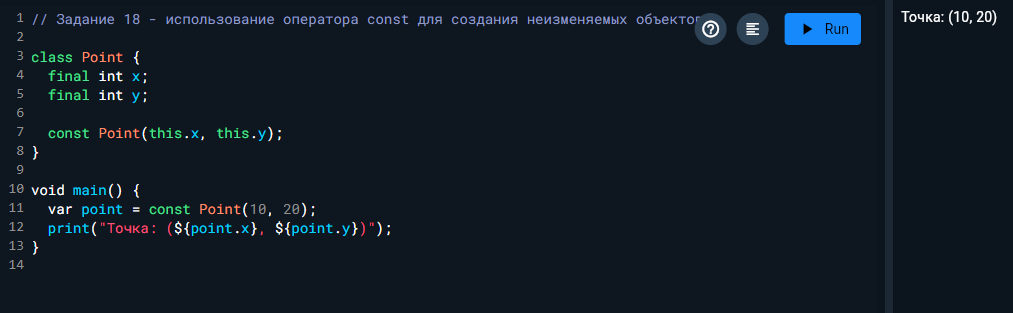 1 // Задание 18 - использование оператора const для создания неизменяемых объектов
Run
Точка: (10, 20)
2
3 class Point {
4   final int x;
5   final int y;
6
7   const Point(this.x, this.y);
8 }
9
10 void main() {
11   var point = const Point(10, 20);
12   print("Точка: (${point.x}, ${point.y})");
13 }
14